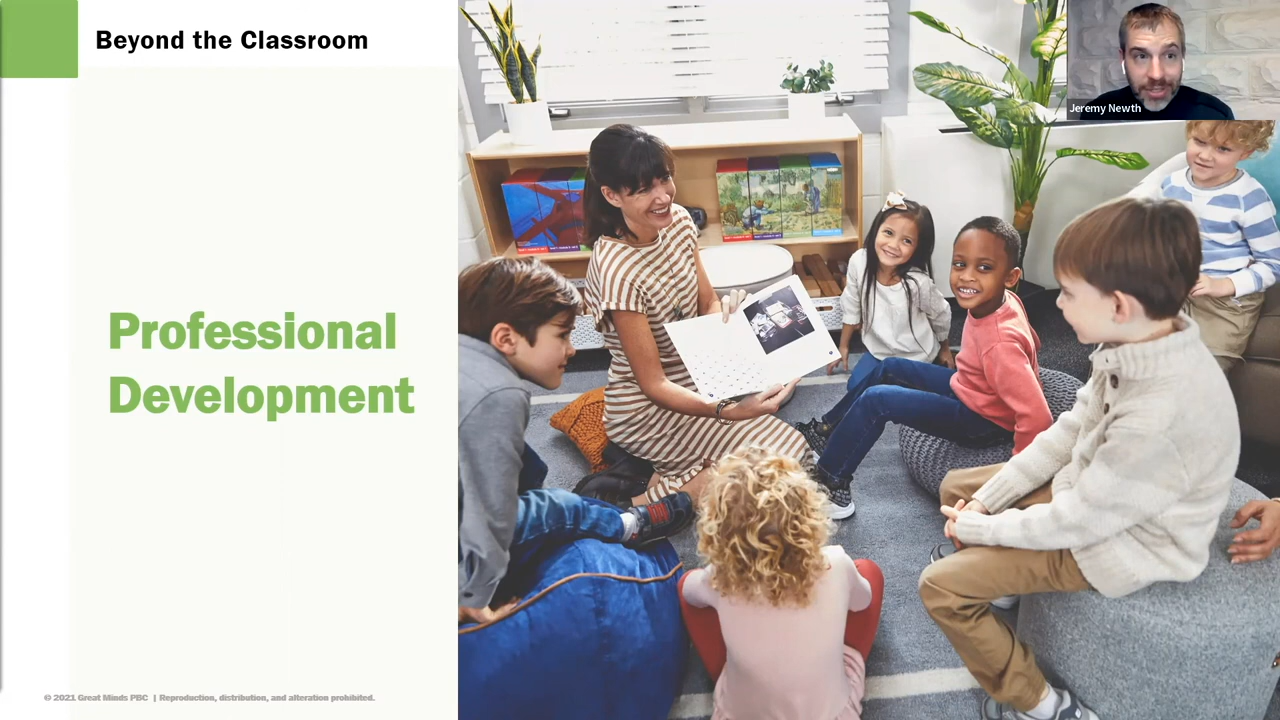 Beyond the Classroom
Jeremy Newth
Professional
Development
© 2021 Great Minds PBC | Reproduction, distribution, and alteration prohibited.